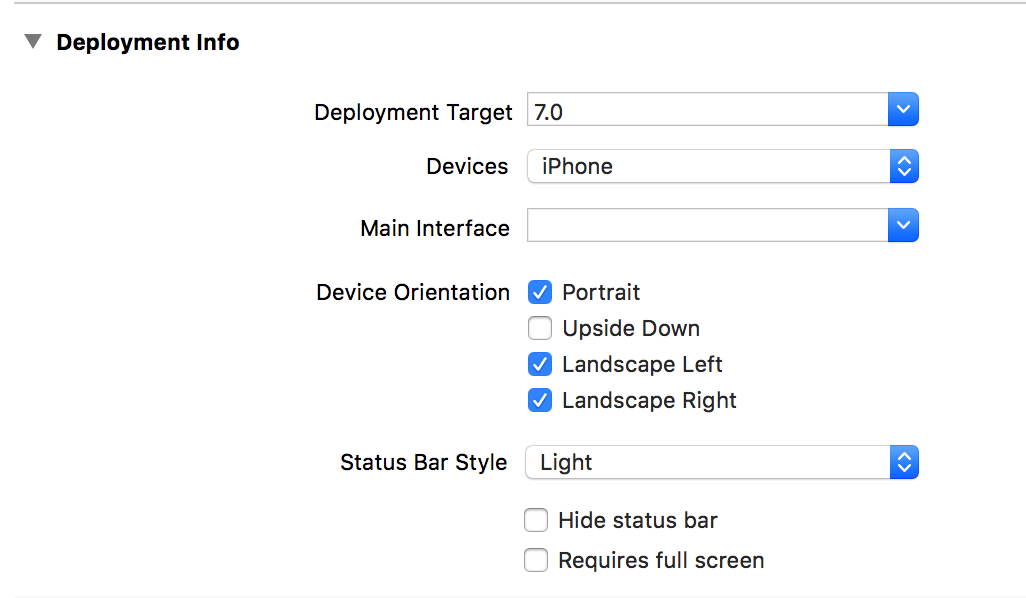 Deployment Info
Deployment Target 7.0
Devices iPhone
Main Interface
Device Orientation Portrait
Upside Down
Landscape Left
Landscape Right
Status Bar Style Light
Hide status bar
Requires full screen